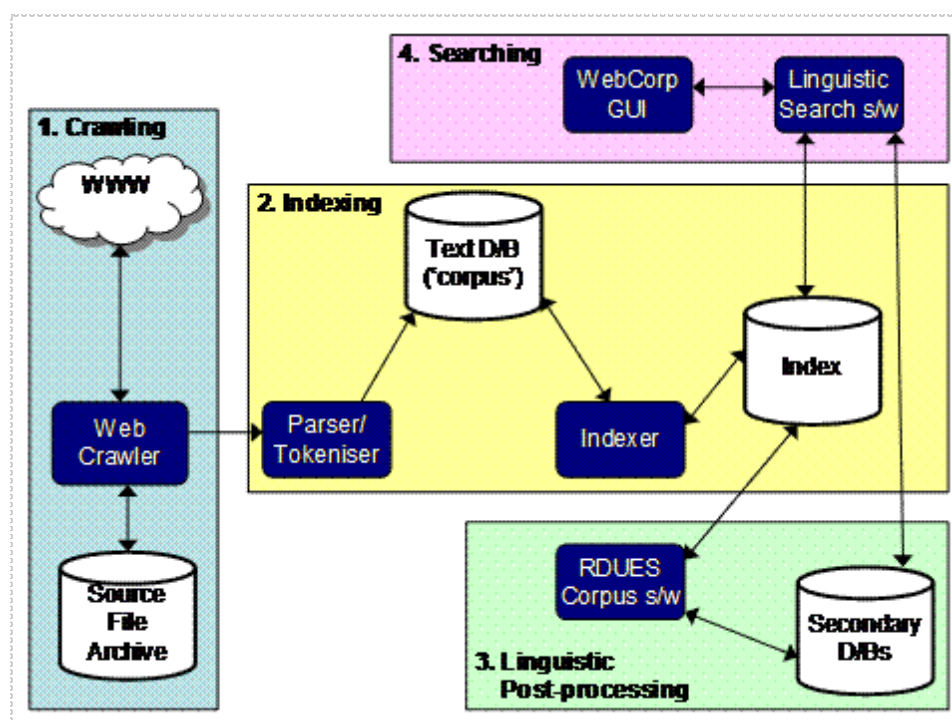 4. Searching
WebCorp
GUI
Linguistic
Search s/w
1. Crawling
WWW
2. Indexing
Text D/B
('corpus')
Index
Web
Crawler
Parser/
Tokeniser
Indexer
Source
File
Archive
RDUES
Corpus s/w
Secondary
D/Bs
3. Linguistic
Post-processing